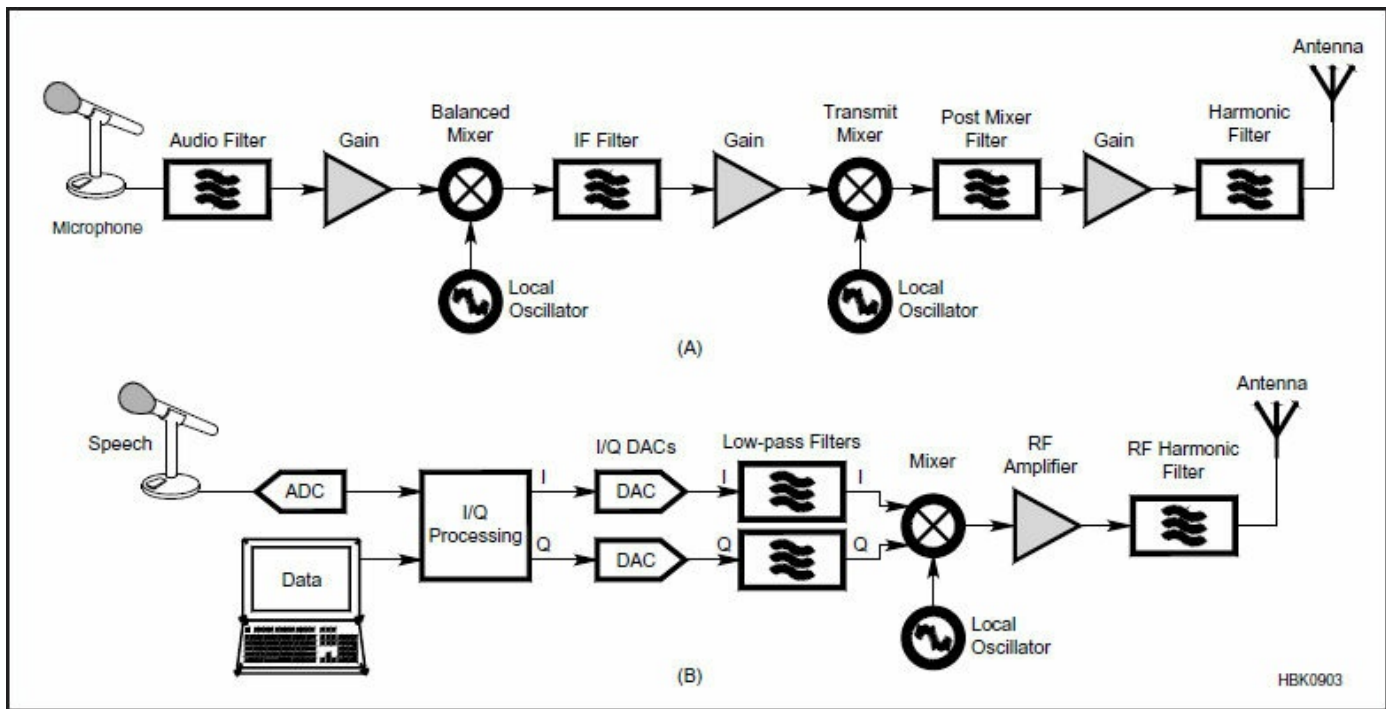 Antenna
Balanced
Mixer
Transmit
Mixer
Post Mixer
Filter
Harmonic
Filter
Audio Filter
Gain
IF Filter
Gain
Gain
Microphone
Local
Oscillator
Local
Oscillator
(A)
Antenna
Speech
I/Q DACs
Low-pass Filters
Mixer
RF
Amplifier
RF Harmonic
Filter
ADC
I/Q
Processing
I
DAC
I
I
Q
DAC
Q
Q
Data
Local
Oscillator
(B)
HBK0903